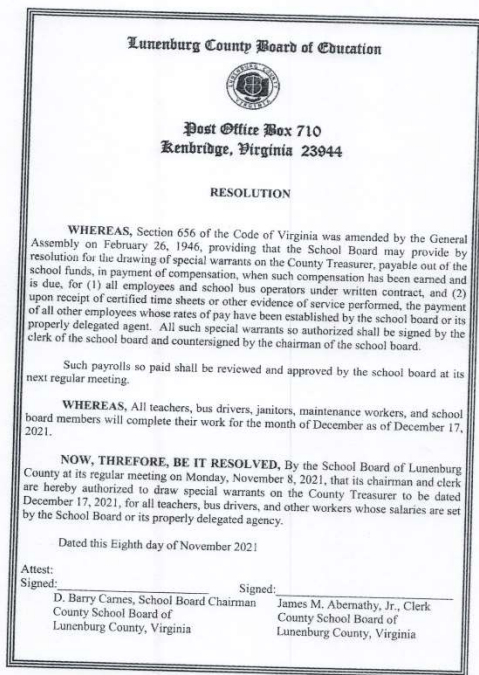 Lunenburg County Board of Education
LUNENBURG COUNTY
VIRGINIA
Post Office Box 710
Kenbridge, Virginia 23944
RESOLUTION
WHEREAS, Section 656 of the Code of Virginia was amended by the General
Assembly on February 26, 1946, providing that the School Board may provide by
resolution for the drawing of special warrants on the County Treasurer, payable out of the
school funds, in payment of compensation, when such compensation has been earned and
is due, for (1) all employees and school bus operators under written contract, and (2)
upon receipt of certified time sheets or other evidence of service performed, the payment
of all other employees whose rates of pay have been established by the school board or its
properly delegated agent. All such special warrants so authorized shall be signed by the
clerk of the school board and countersigned by the chairman of the school board.
Such payrolls so paid shall be reviewed and approved by the school board at its
next regular meeting.
WHEREAS, All teachers, bus drivers, janitors, maintenance workers, and school
board members will complete their work for the month of December as of December 17,
2021.
NOW, THREFORE, BE IT RESOLVED, By the School Board of Lunenburg
County at its regular meeting on Monday, November 8, 2021, that its chairman and clerk
are hereby authorized to draw special warrants on the County Treasurer to be dated
December 17, 2021, for all teachers, bus drivers, and other workers whose salaries are set
by the School Board or its properly delegated agency.
Dated this Eighth day of November 2021
Attest:
Signed: Signed:
D. Barry Carnes, School Board Chairman James M. Abernathy, Jr., Clerk
County School Board of County School Board of
Lunenburg County, Virginia Lunenburg County, Virginia